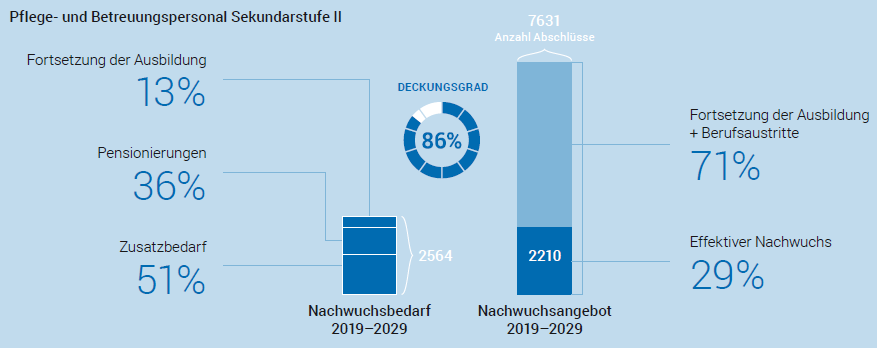 Pflege- und Betreuungspersonal Sekundarstufe II
Fortsetzung der Ausbildung
13%
Pensionierungen
36%
Zusatzbedarf
51%
2564
Nachwuchsbedarf
2019–2029
DECKUNGSGRAD
86%
7631
Anzahl Abschlüsse
2210
Nachwuchsangebot
2019–2029
Fortsetzung der Ausbildung
+ Berufsaustritte
71%
Effektiver Nachwuchs
29%